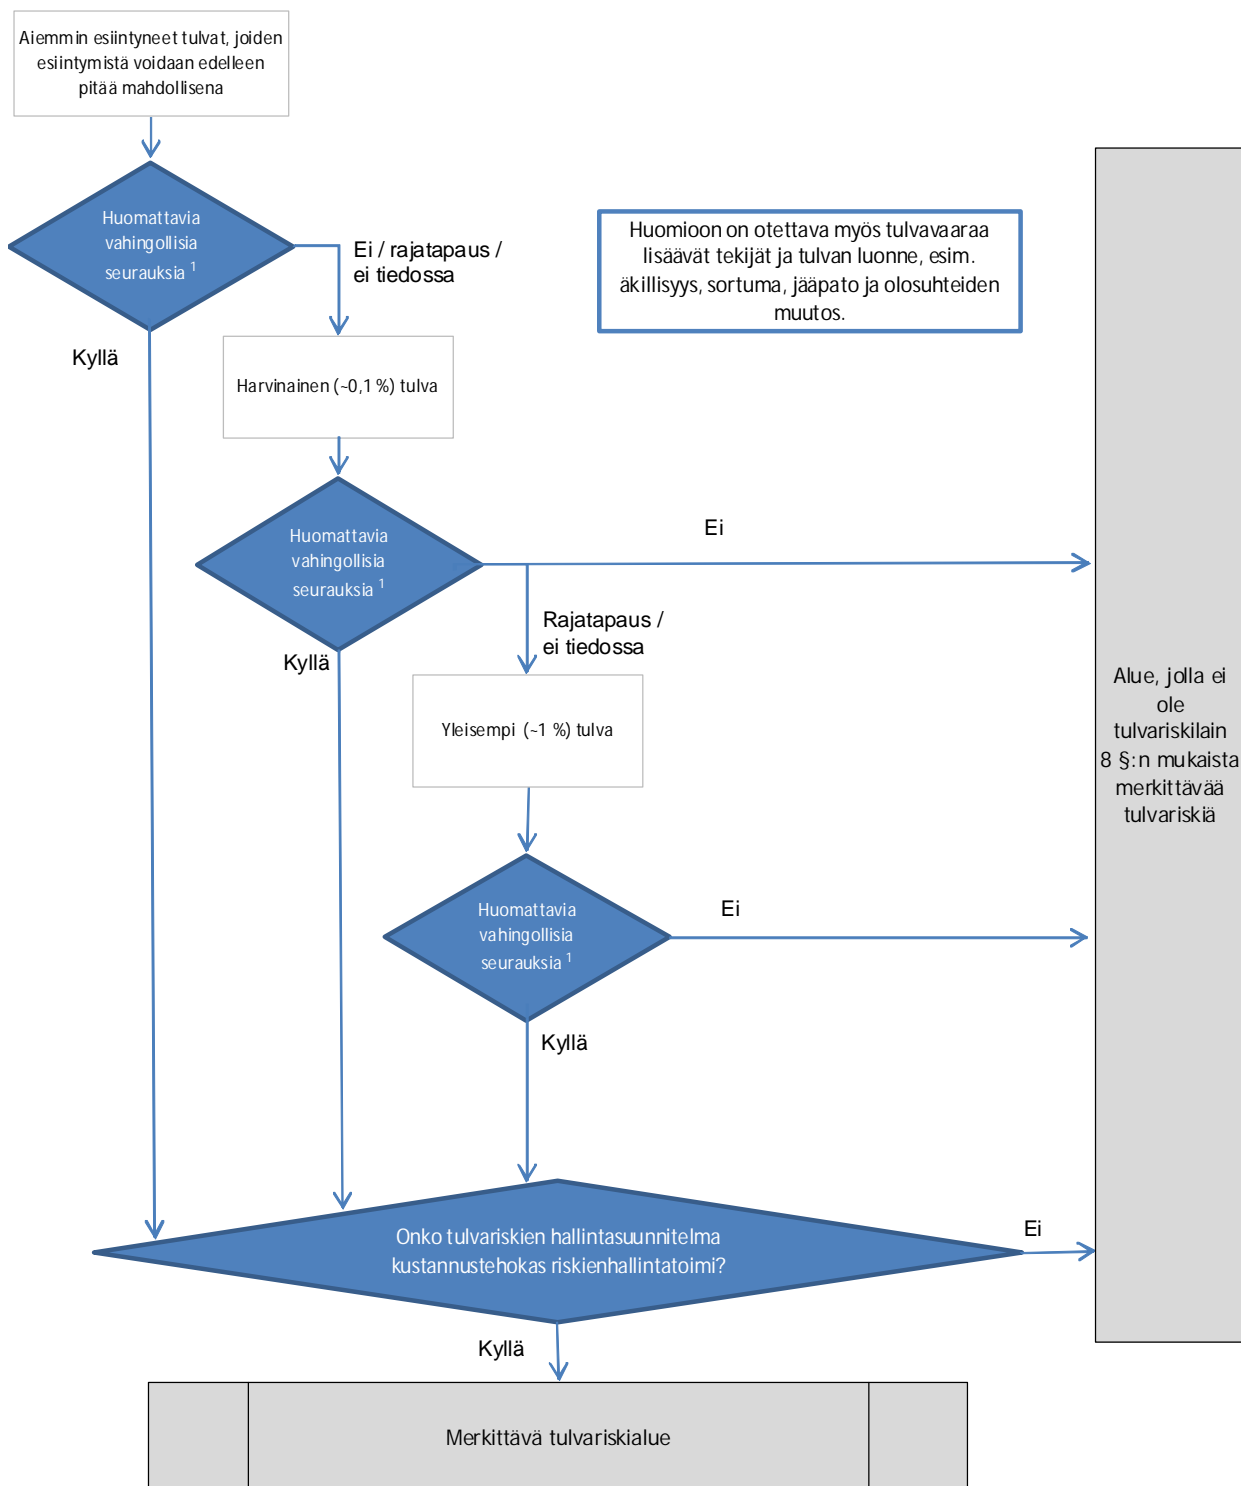 Aiemmin esiintyneet tulvat, joiden
esiintymistä voidaan edelleen
pitää mahdollisena
Huomattavia
vahingollisia
seurauksia 1
Ei / rajatapaus /
ei tiedossa
Huomioon on otettava myös tulvavaaraa
lisäävät tekijät ja tulvan luonne, esim.
äkillisyys, sortuma, jääpato ja olosuhteiden
muutos.
Kyllä
Harvinainen (~0,1 %) tulva
Huomattavia
vahingollisia
seurauksia 1
Ei
Rajatapaus /
ei tiedossa
Kyllä
Yleisempi (~1 %) tulva
Alue, jolla ei
ole
tulvariskilain
8 §:n mukaista
merkittävää
tulvariskiä
Huomattavia
vahingollisia
seurauksia 1
Ei
Kyllä
Onko tulvariskien hallintasuunnitelma
kustannustehokas riskienhallintatoimi?
Ei
Kyllä
Merkittävä tulvariskialue